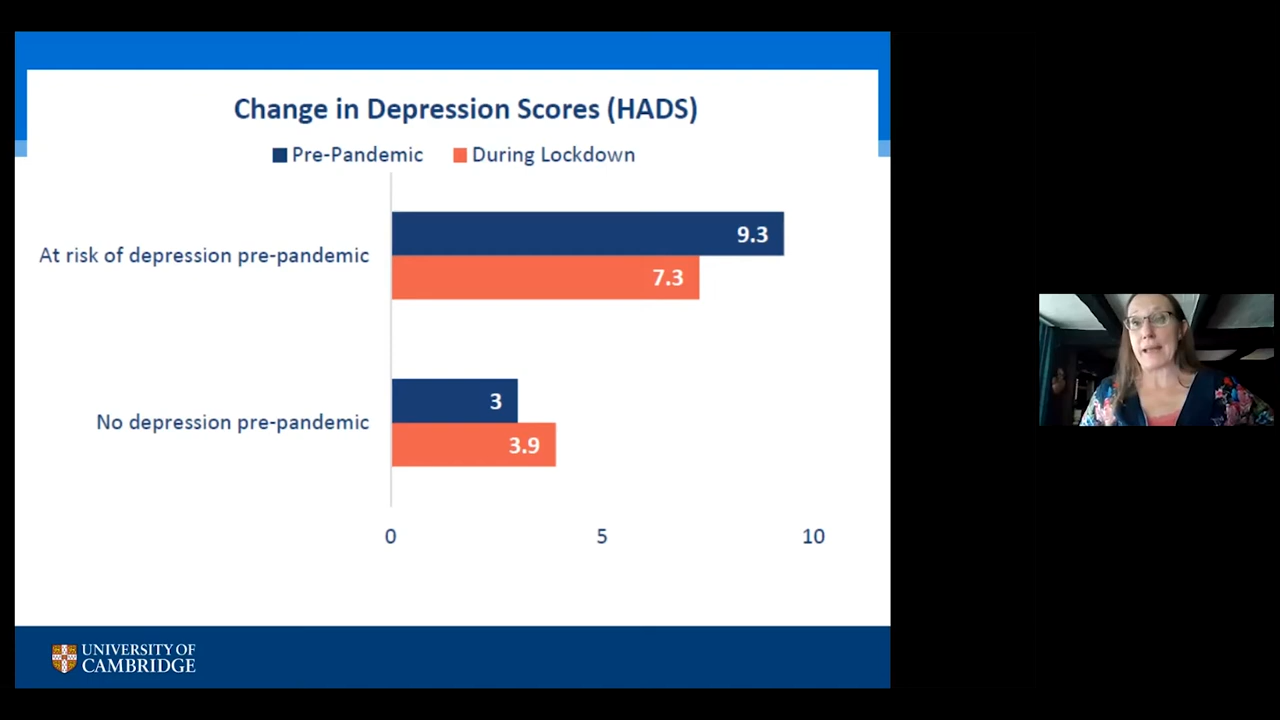 Change in Depression Scores (HADS)
Pre-Pandemic During Lockdown
At risk of depression pre-pandemic
9.3
7.3
No depression pre-pandemic
3
3.9
0 5 10
UNIVERSITY OF
CAMBRIDGE